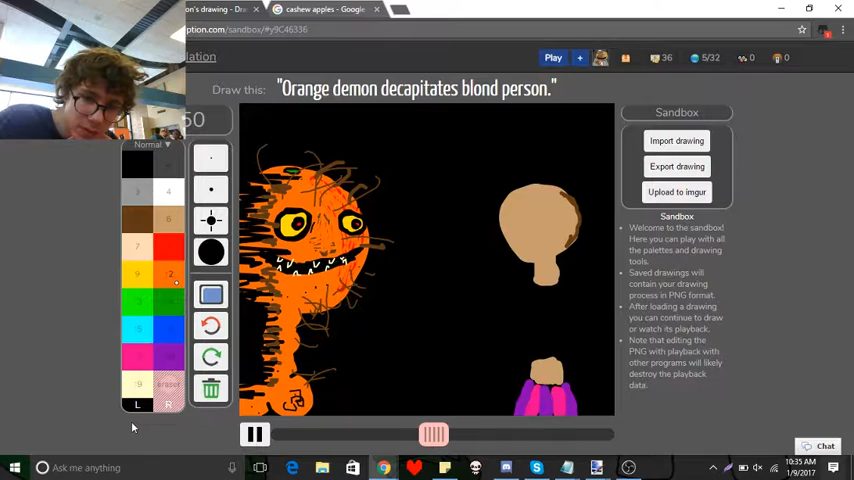 on's drawing - Dra
cashew apples - Google
ption.com/sandbox/#y9C46336
lation
Play
+
36
5/32
0
0
Draw this:
"Orange demon decapitates blond person."
50
Normal ▼
3
4
6
7
9
-2
L
R
eraser
Sandbox
Import drawing
Export drawing
Upload to imgur
Sandbox
Welcome to the sandbox!
Here you can play with all
the palettes and drawing
tools.
Saved drawings will
contain your drawing
process in PNG format.
After loading a drawing
you can continue to draw
or watch its playback.
Note that editing the
PNG with playback with
other programs will likely
destroy the playback
data.
Chat
Ask me anything
10:35 AM
1/9/2017